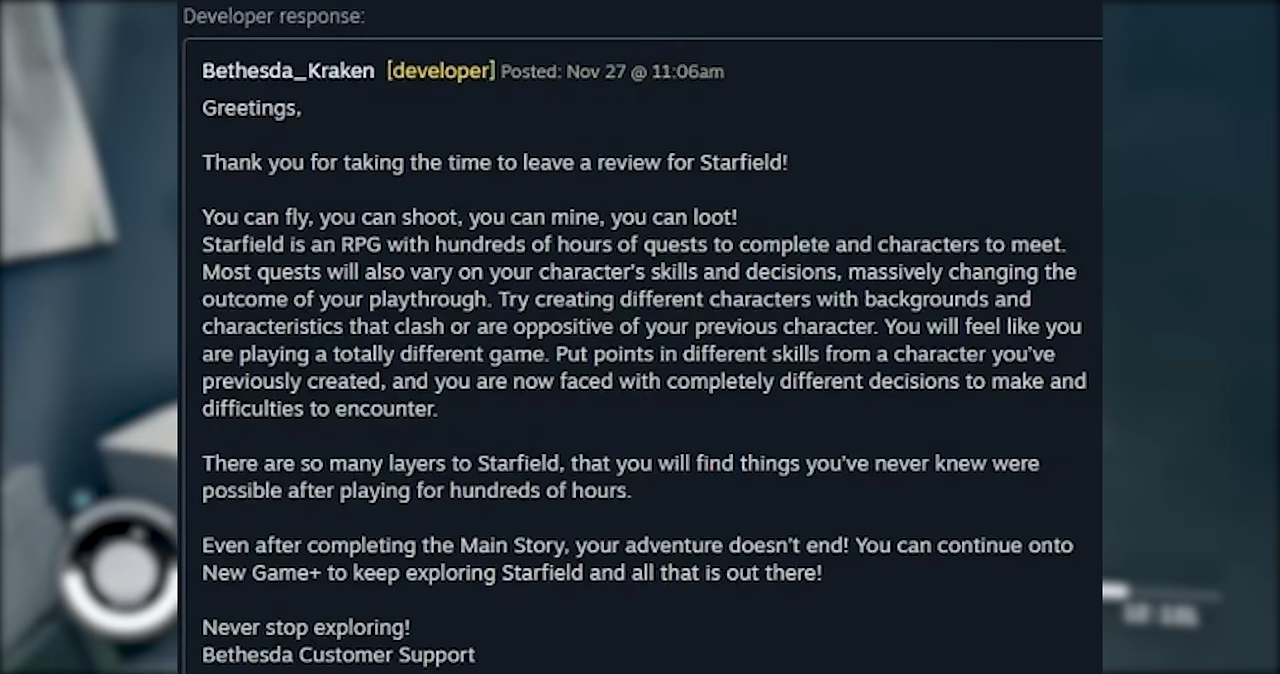 Developer response:
Bethesda_Kraken [developer] Posted: Nov 27 @ 11:06am
Greetings,
Thank you for taking the time to leave a review for Starfield!
You can fly, you can shoot, you can mine, you can loot!
Starfield is an RPG with hundreds of hours of quests to complete and characters to meet.
Most quests will also vary on your character's skills and decisions, massively changing the
outcome of your playthrough. Try creating different characters with backgrounds and
characteristics that clash or are oppositive of your previous character. You will feel like you
are playing a totally different game. Put points in different skills from a character you've
previously created, and you are now faced with completely different decisions to make and
difficulties to encounter.
There are so many layers to Starfield, that you will find things you've never knew were
possible after playing for hundreds of hours.
Even after completing the Main Story, your adventure doesn't end! You can continue onto
New Game+ to keep exploring Starfield and all that is out there!
Never stop exploring!
Bethesda Customer Support